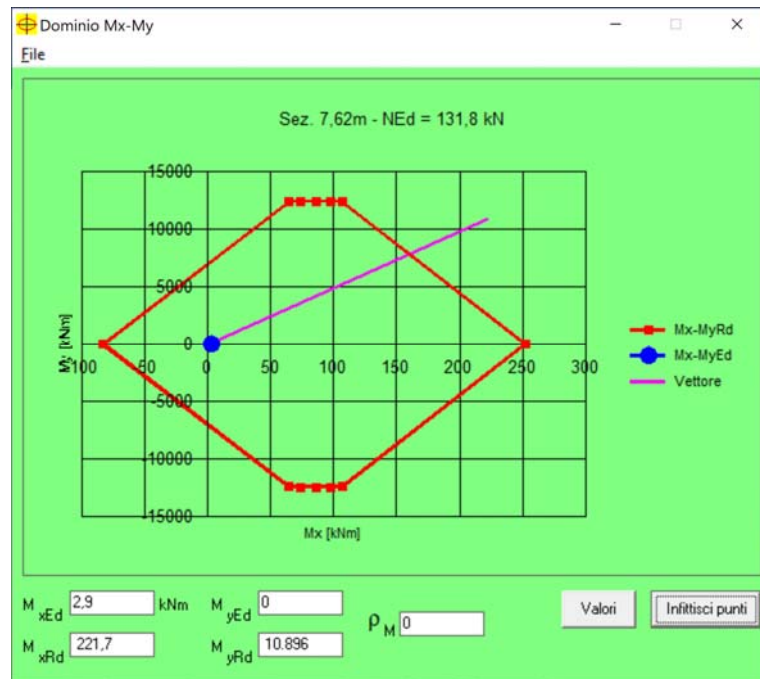 Dominio Mx-My
File
Sez. 7,62m - NEd = 131,8 kN
15000
10000
5000
0
-5000
-10000
-15000
My [kNm]
-100 -50 0 50 100 150 200 250 300
Mx [kNm]
Mx-MyRd
Mx-MyEd
Vettore
M xEd 2,9 kNm M yEd 0
ρ M 0
M xRd 221,7 M yRd 10.896
Valori Infittisci punti